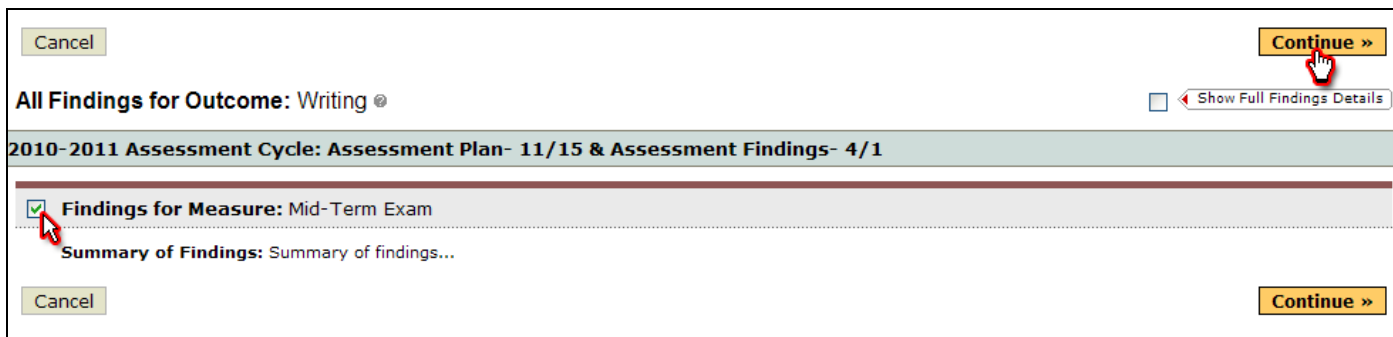 Cancel
Continue »
All Findings for Outcome: Writing
Show Full Findings Details
2010-2011 Assessment Cycle: Assessment Plan- 11/15 & Assessment Findings- 4/1
Findings for Measure: Mid-Term Exam
Summary of Findings: Summary of findings...
Cancel
Continue »